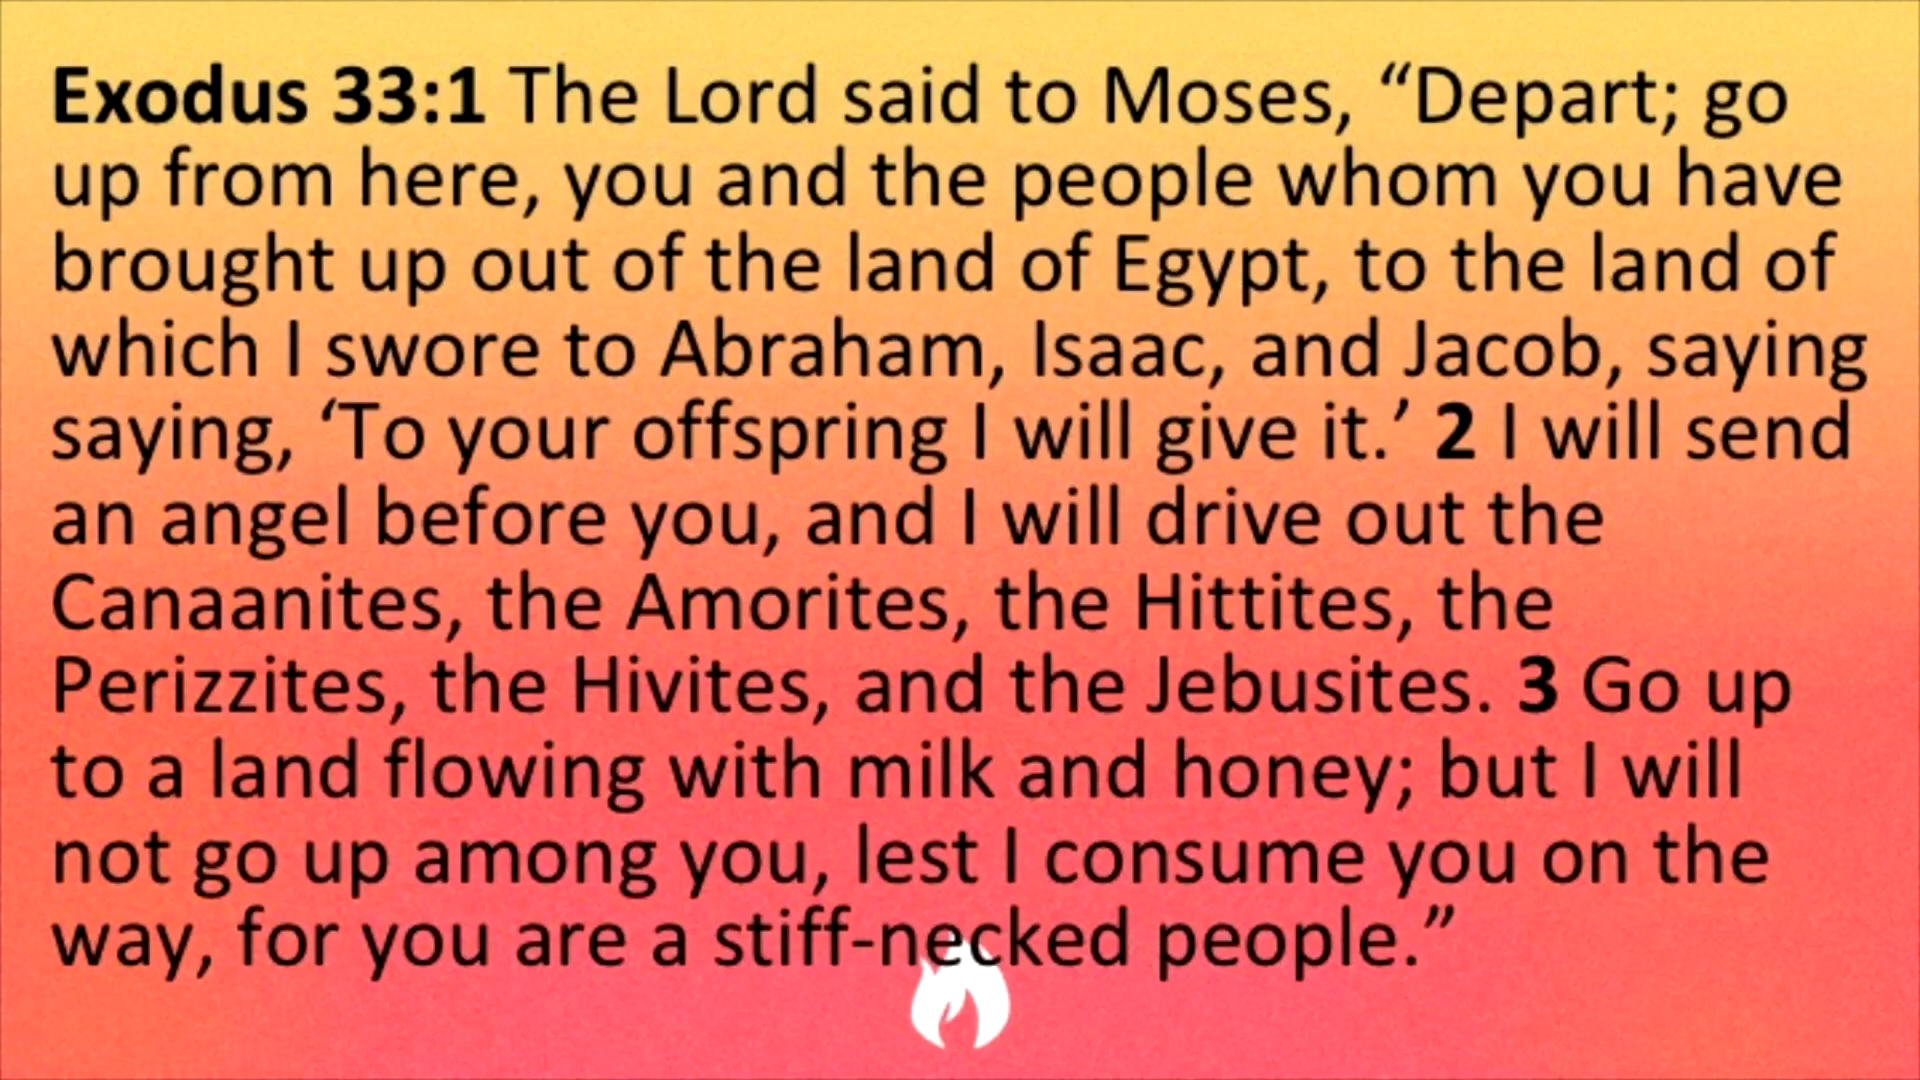 Exodus 33:1 The Lord said to Moses, “Depart; go
up from here, you and the people whom you have
brought up out of the land of Egypt, to the land of
which I swore to Abraham, Isaac, and Jacob, saying
saying, ‘To your offspring I will give it.’ 2 I will send
an angel before you, and I will drive out the
Canaanites, the Amorites, the Hittites, the
Perizzites, the Hivites, and the Jebusites. 3 Go up
to a land flowing with milk and honey; but I will
not go up among you, lest I consume you on the
way, for you are a stiff-necked people.”